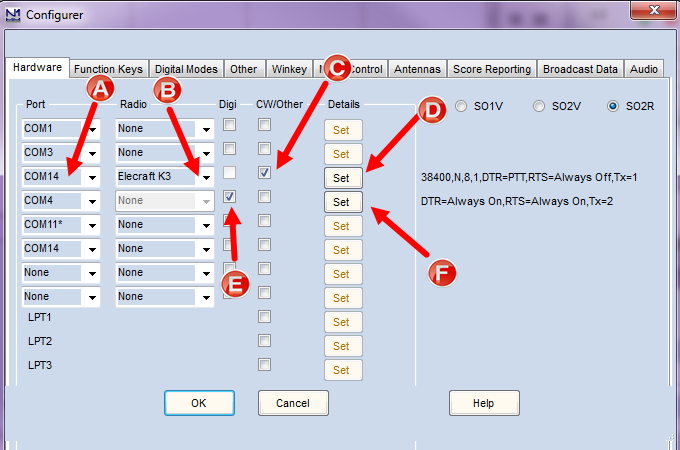 Configurer
Hardware Function Keys Digital Modes Other Winkey Control Antennas Score Reporting Broadcast Data Audio
A B C D
Port Radio Digi CW/Other Details SO1V SO2V SO2R
COM1 None Set
COM3 None Set
COM14 Elecraft K3 Set 38400,N,8,1,DTR=PTT,RTS=Always Off,Tx=1
COM4 None Set DTR=Always On,RTS=Always On,Tx=2
COM11* None Set
COM14 None Set
None None Set
E F
None None Set
LPT1 Set
LPT2 Set
LPT3 Set
OK Cancel Help